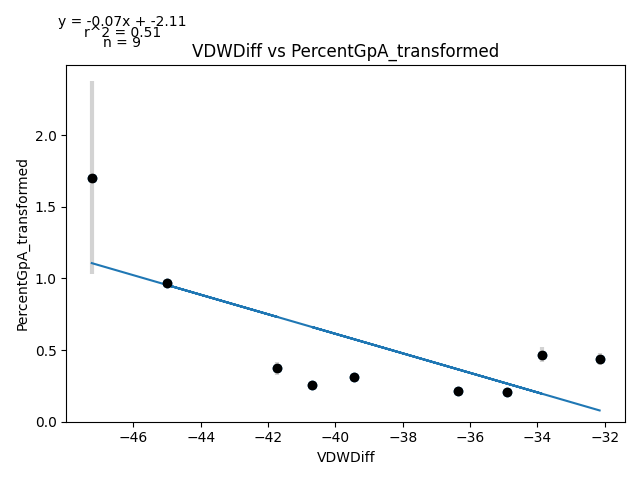 y = -0.07x + -2.11
r^2 = 0.51
n = 9
VDWDiff vs PercentGpA_transformed
PercentGpA_transformed
2.0
1.5
1.0
0.5
0.0
−46 −44 −42 −40 −38 −36 −34 −32
VDWDiff